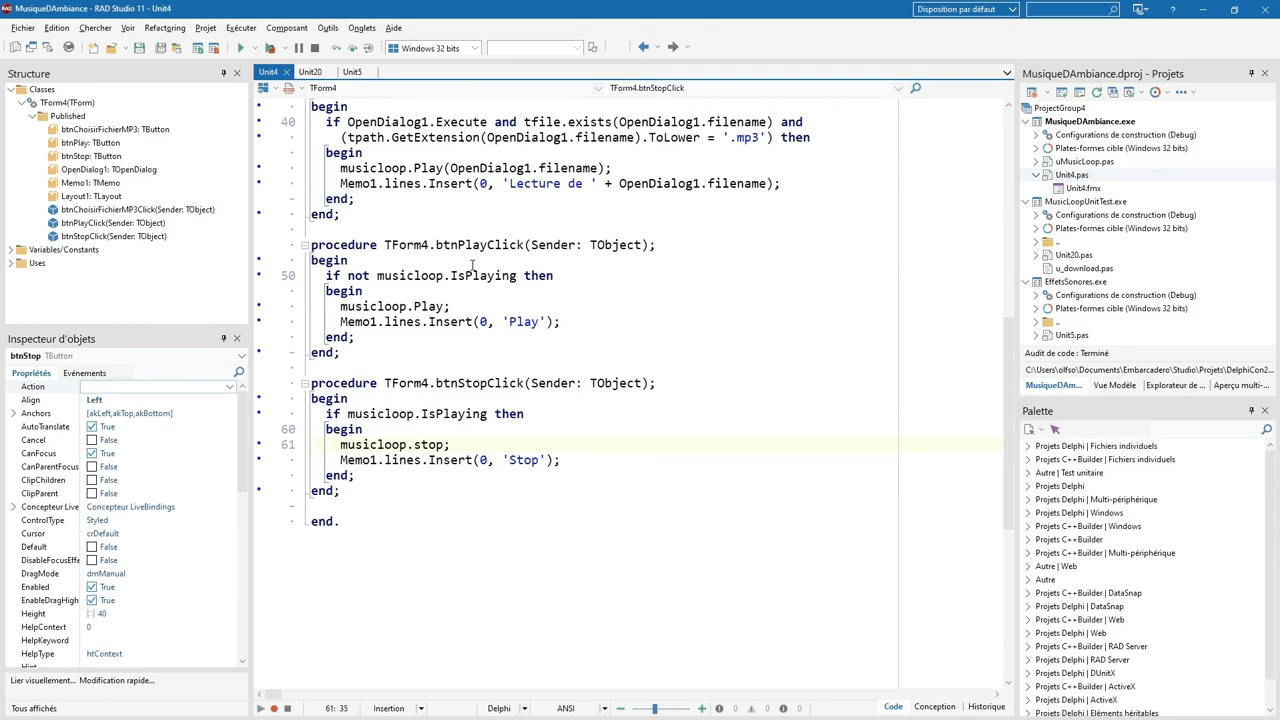 MusiqueDAmbiance - RAD Studio 11 - Unit4
Disposition par défaut
Fichier Edition Chercher Voir Refactoring Projet Exécuter Composant Outils Onglets Aide
Windows 32 bits
Structure
Classes
TForm4(TForm)
Published
btnChoisirFichierMP3: TButton
btnPlay: TButton
btnStop: TButton
OpenDialog1: TOpenDialog
Memo1: TMemo
Layout1: TLayout
btnChoisirFichierMP3Click(Sender: TObject)
btnPlayClick(Sender: TObject)
btnStopClick(Sender: TObject)
Variables/Constants
Uses
Inspecteur d'objets
btnStop TButton
Propriétés Evénements
Action
Align Left
Anchors [akLeft,akTop,akBottom]
AutoTranslate True
Cancel False
CanFocus True
CanParentFocus False
ClipChildren False
ClipParent False
Concepteur Live Concepteur LiveBindings
ControlType Styled
Cursor crDefault
Default False
DisableFocusEffe False
DragMode dmManual
Enabled True
EnableDragHigh True
Height 40
HelpContext 0
HelpKeyword
HelpType htContext
Hint
Lier visuellement... Modification rapide...
Tous affichés
Unit4 Unit20 Unit5
TForm4 TForm4.btnStopClick
begin
40 if OpenDialog1.Execute and tfile.exists(OpenDialog1.filename) and
(tpath.GetExtension(OpenDialog1.filename).ToLower = '.mp3') then
begin
musicloop.Play(OpenDialog1.filename);
Memo1.lines.Insert(0, 'Lecture de ' + OpenDialog1.filename);
end;
end;
procedure TForm4.btnPlayClick(Sender: TObject);
begin
50 if not musicloop.IsPlaying then
begin
musicloop.Play;
Memo1.lines.Insert(0, 'Play');
end;
end;
procedure TForm4.btnStopClick(Sender: TObject);
begin
if musicloop.IsPlaying then
60 begin
61 musicloop.stop;
Memo1.lines.Insert(0, 'Stop');
end;
end;
end.
61: 35 Insertion Delphi ANSI 0 0 0 Code Conception Historique
MusiqueDAmbiance.dproj - Projets
ProjectGroup4
MusiqueDAmbiance.exe
Configurations de construction (Debug)
Plates-formes cible (Windows 32 bits)
uMusicLoop.pas
Unit4.pas
Unit4.fmx
MusicLoopUnitTest.exe
Configurations de construction (Debug)
Plates-formes cible (Windows 32 bits)
..
Unit20.pas
u_download.pas
EffetsSonores.exe
Configurations de construction (Debug)
Plates-formes cible (Windows 32 bits)
..
Unit5.pas
Audit de code : Terminé
C:\Users\olfso\Documents\Embarcadero\Studio\Projets\DelphiCon2
MusiqueDAm... Vue Modèle Explorateur de ... Aperçu multi-...
Palette
Projets Delphi | Fichiers individuels
Projets C++Builder | Fichiers individuels
Autre | Test unitaire
Projets Delphi
Projets Delphi | Multi-périphérique
Projets Delphi | Windows
Projets C++Builder | Windows
Projets C++Builder
Projets C++Builder | Multi-périphérique
Autre | Web
Autre
Projets C++Builder | DataSnap
Projets Delphi | DataSnap
Projets C++Builder | Web
Projets Delphi | Web
Projets C++Builder | RAD Server
Projets Delphi | RAD Server
Projets Delphi | DUnitX
Projets C++Builder | ActiveX
Projets Delphi | ActiveX
Projets Delphi | Eléments hérités